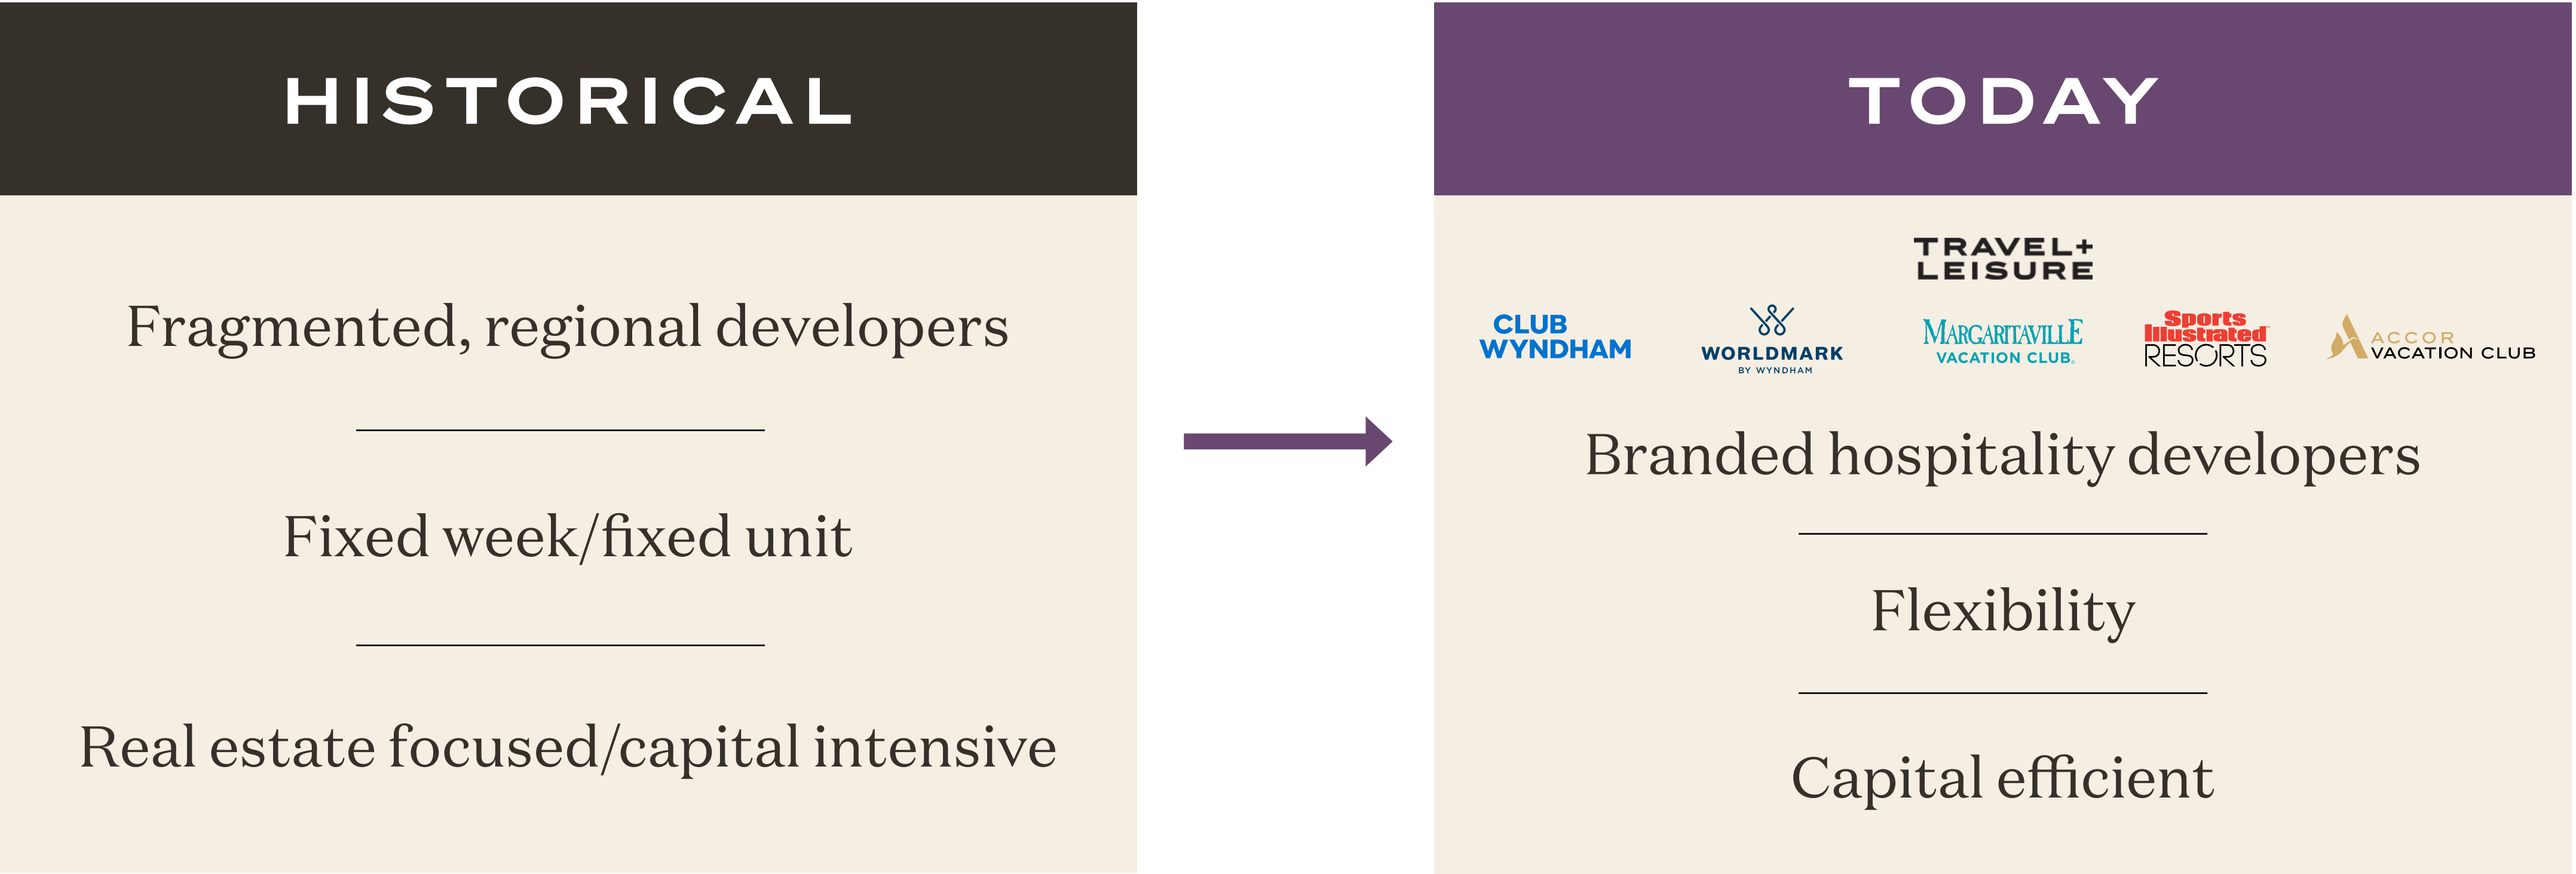 HISTORICAL
Fragmented, regional developers
Fixed week/fixed unit
Real estate focused/capital intensive
TODAY
TRAVEL+
LEISURE
CLUB
WYNDHAM
WORLDMARK
BY WYNDHAM
MARGARITAVILLE
VACATION CLUB®
Sports
Illustrated
RESORTS
ACCOR
VACATION CLUB
Branded hospitality developers
Flexibility
Capital efficient